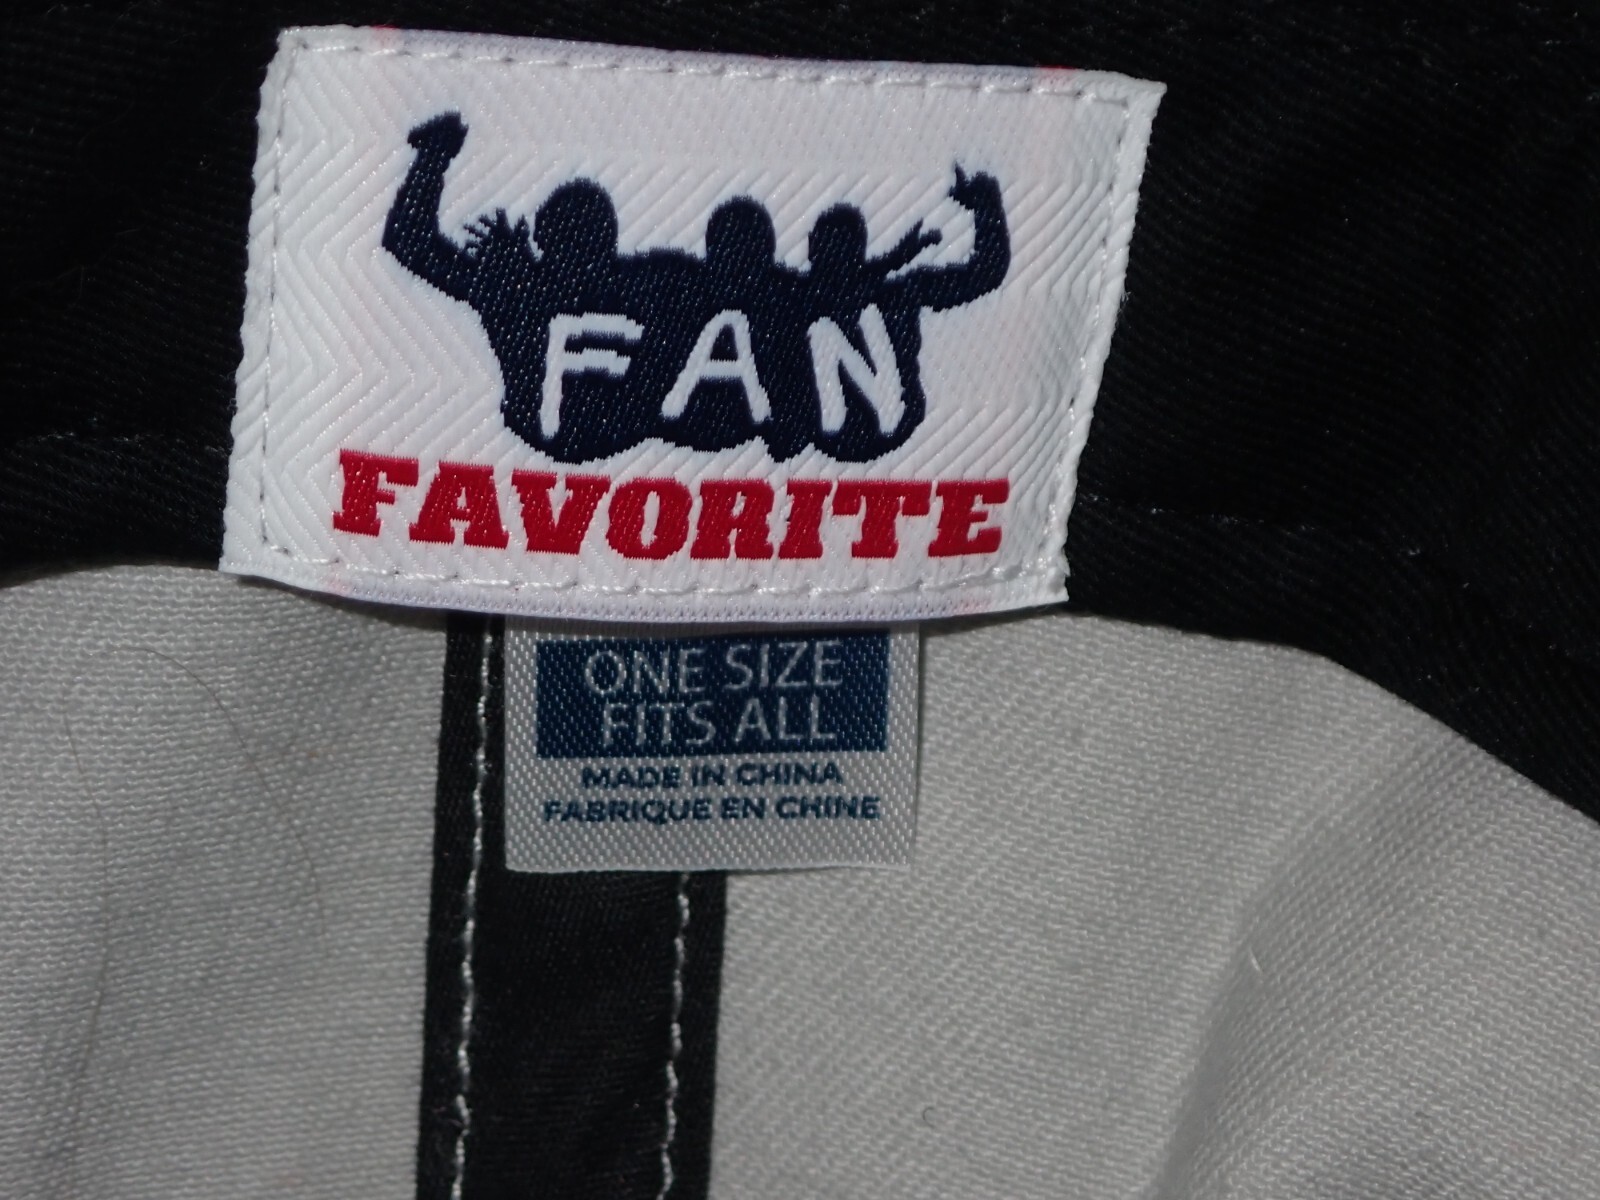 FAN
FAVORITE
ONE SIZE
FITS ALL
MADE IN CHINA
FABRIQUE EN CHINE